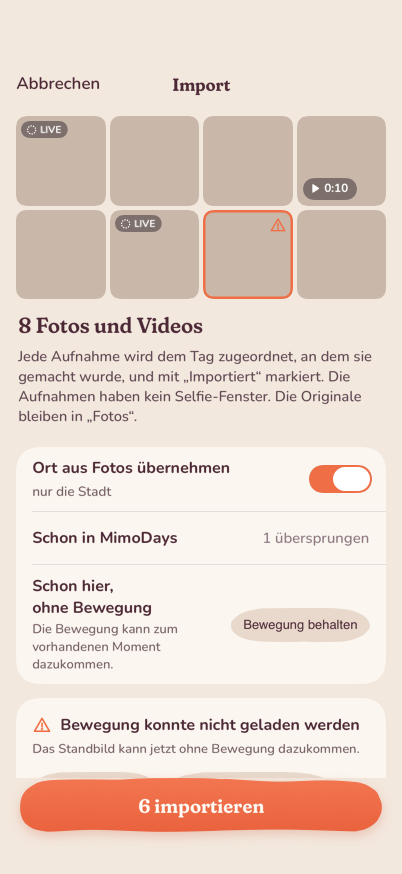 Abbrechen
Import
LIVE
0:10
LIVE
8 Fotos und Videos
Jede Aufnahme wird dem Tag zugeordnet, an dem sie
gemacht wurde, und mit „Importiert“ markiert. Die
Aufnahmen haben kein Selfie-Fenster. Die Originale
bleiben in „Fotos“.
Ort aus Fotos übernehmen
nur die Stadt
Schon in MimoDays
1 übersprungen
Schon hier,
ohne Bewegung
Die Bewegung kann zum
vorhandenen Moment
dazukommen.
Bewegung behalten
Bewegung konnte nicht geladen werden
Das Standbild kann jetzt ohne Bewegung dazukommen.
6 importieren